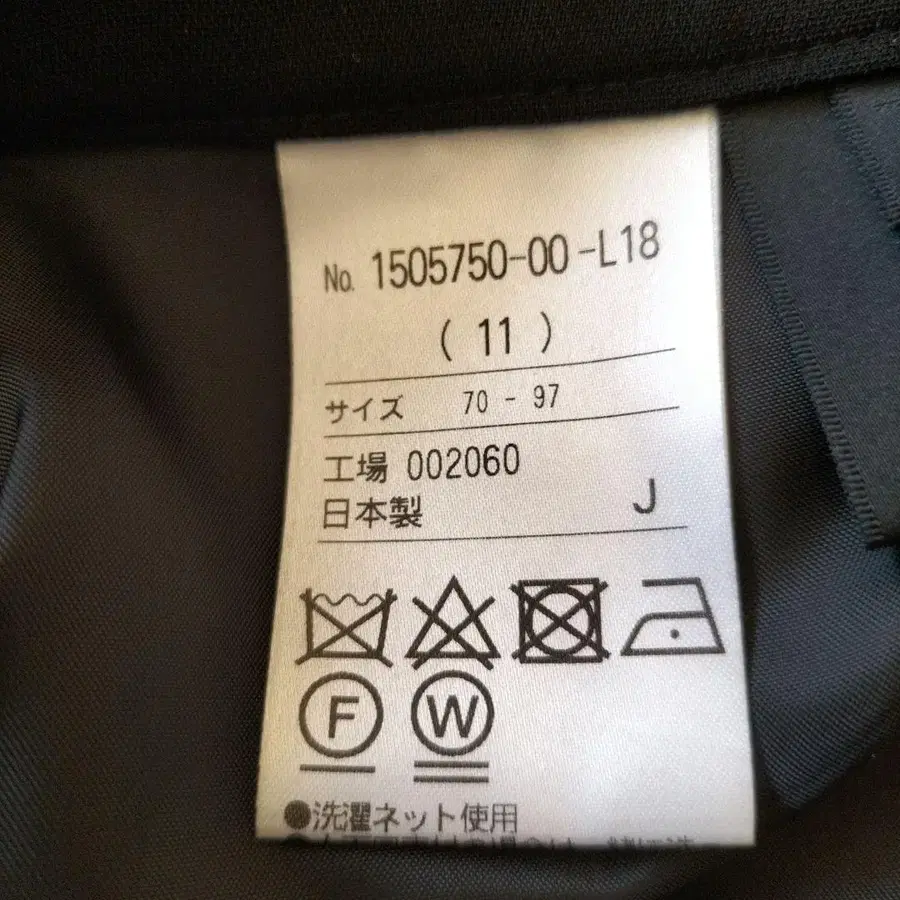 No. 1505750-00-L18
( 11 )
サイズ 70 - 97
工場 002060
日本製 J
F W
●洗濯ネット使用